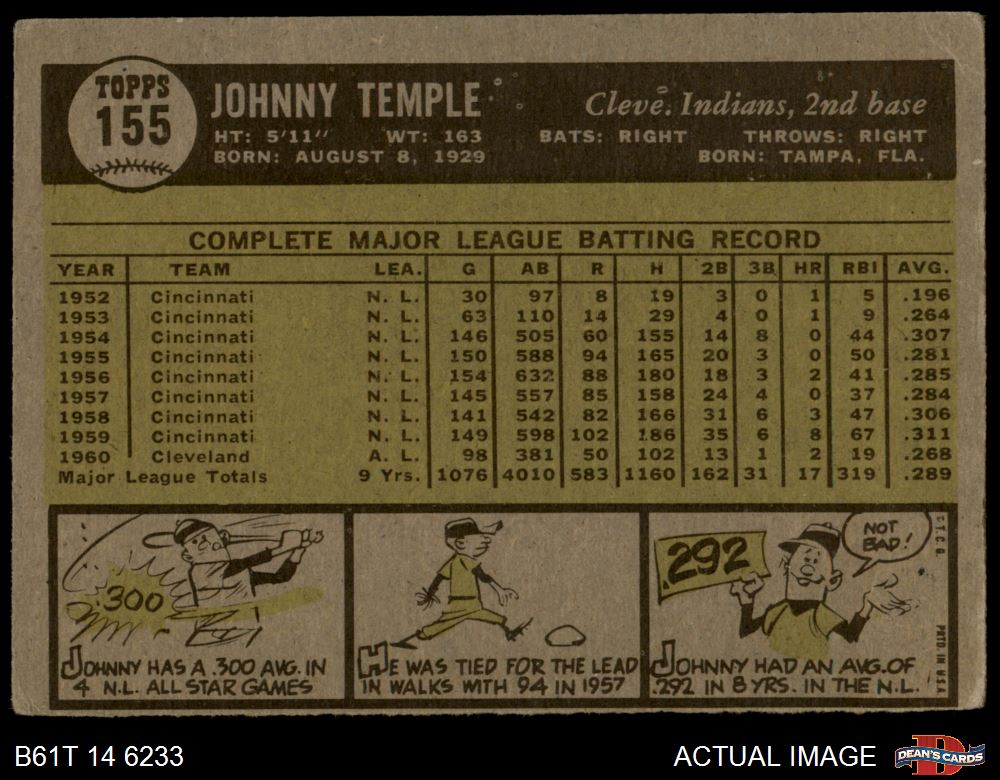 TOPPS
155
JOHNNY TEMPLE
Cleve. Indians, 2nd base
HT: 5'11" WT: 163 BATS: RIGHT THROWS: RIGHT
BORN: AUGUST 8, 1929 BORN: TAMPA, FLA.
COMPLETE MAJOR LEAGUE BATTING RECORD
YEAR TEAM LEA. G AB R H 2B 3B HR RBI AVG.
1952 Cincinnati N. L. 30 97 8 19 3 0 1 5 .196
1953 Cincinnati N. L. 63 110 14 29 4 0 1 9 .264
1954 Cincinnati N. L. 146 505 60 155 14 8 0 44 .307
1955 Cincinnati N. L. 150 588 94 165 20 3 0 50 .281
1956 Cincinnati N. L. 154 632 88 180 18 3 2 41 .285
1957 Cincinnati N. L. 145 557 85 158 24 4 0 37 .284
1958 Cincinnati N. L. 141 542 82 166 31 6 3 47 .306
1959 Cincinnati N. L. 149 598 102 186 35 6 8 67 .311
1960 Cleveland A. L. 98 381 50 102 13 1 2 19 .268
Major League Totals 9 Yrs. 1076 4010 583 1160 162 31 17 319 .289
.300
JOHNNY HAS A .300 AVG. IN
4 N.L. ALL STAR GAMES
HE WAS TIED FOR THE LEAD
IN WALKS WITH 94 IN 1957
.292
NOT
BAD!
JOHNNY HAD AN AVG. OF
.292 IN 8 YRS. IN THE N.L.
© T. C. G.
PRTD. IN U.S.A.
B61T 14 6233
ACTUAL IMAGE
DEAN'S CARDS